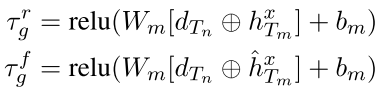 τ_g^r = relu(W_m[d_{T_n} ⊕ h_{T_m}^x] + b_m)
τ_g^f = relu(W_m[d_{T_n} ⊕ ĥ_{T_m}^x] + b_m)